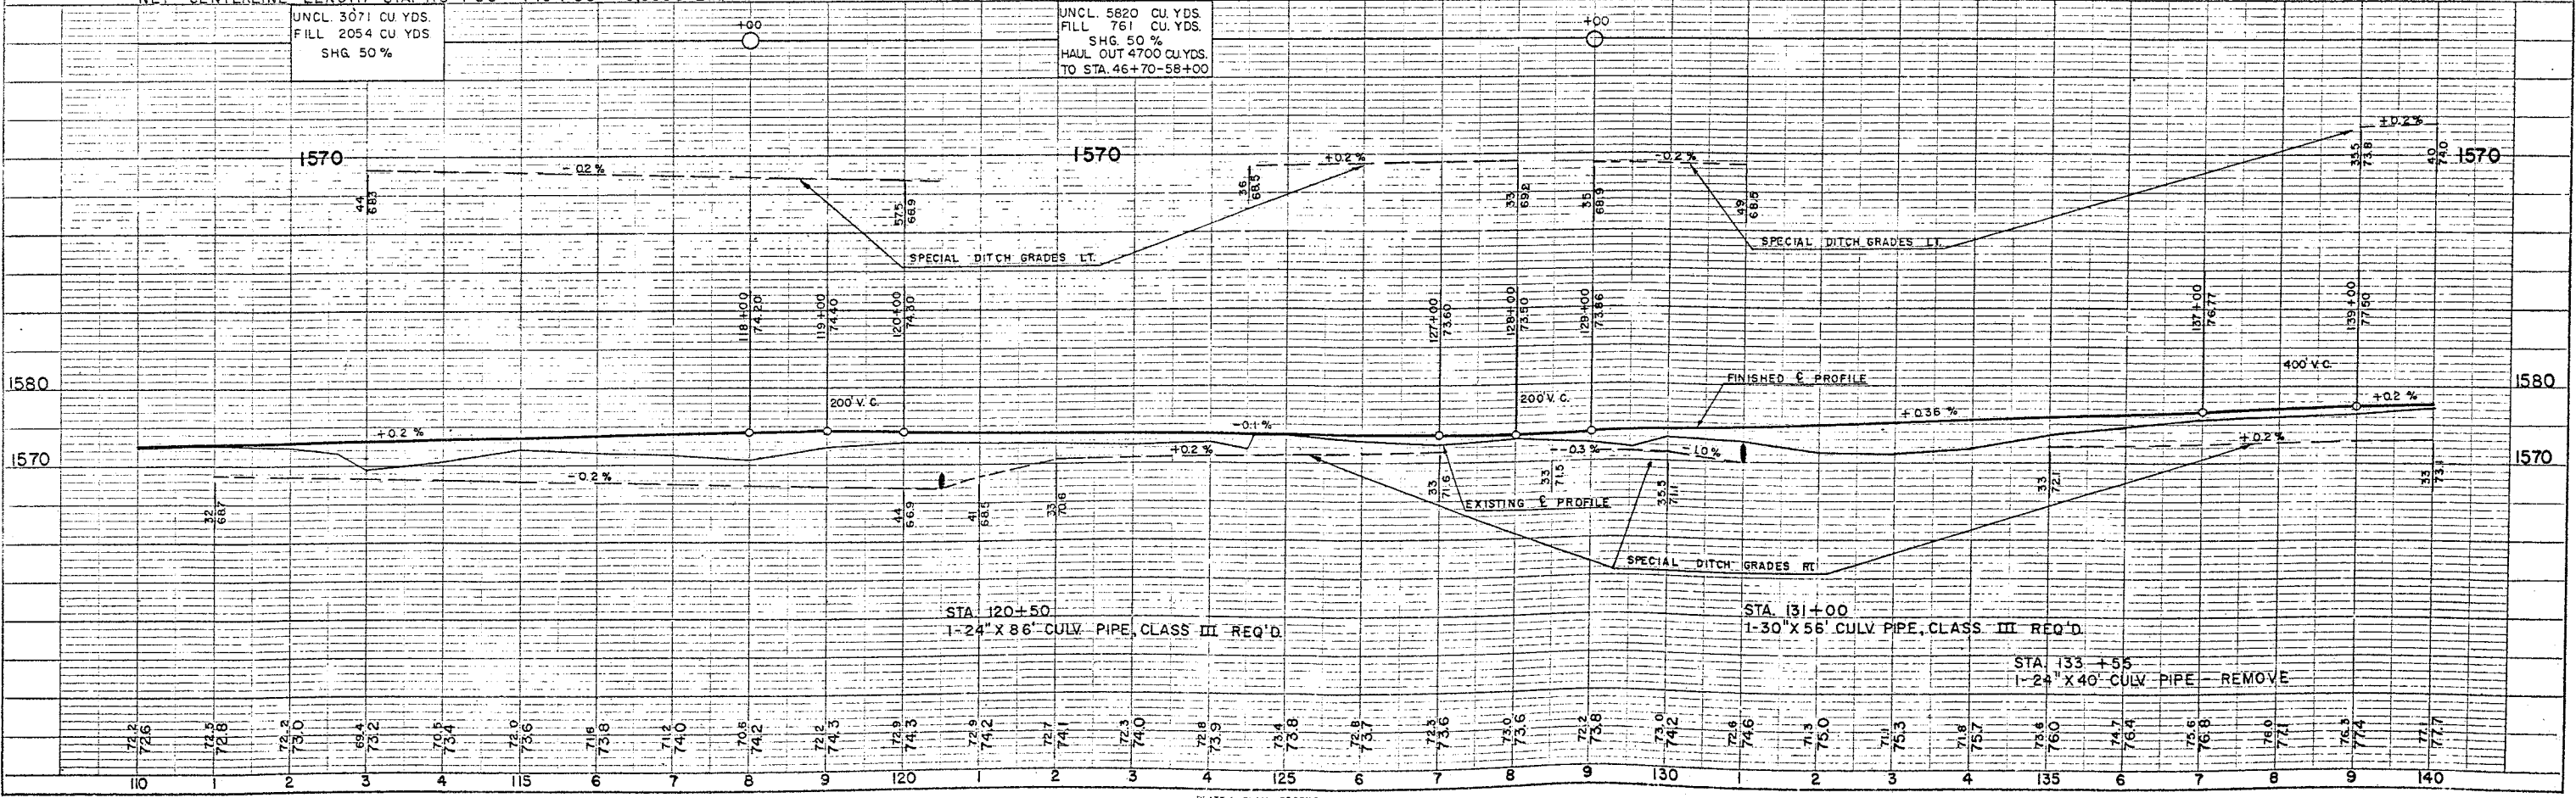 UNCL. 3071 CU. YDS.
FILL 2054 CU. YDS.
SHG. 50 %
+00
UNCL. 5820 CU. YDS.
FILL 761 CU. YDS.
SHG. 50 %
HAUL OUT 4700 CU. YDS.
TO STA. 46+70-58+00
+00
1570
1570
1570
-0.2 %
+0.2 %
-0.2 %
+0.2 %
44
68.3
57.5
66.9
36
68.5
33
69.2
35
68.9
49
68.5
35.5
73.8
40
74.0
SPECIAL DITCH GRADES LT.
SPECIAL DITCH GRADES LT.
118+00
74.20
119+00
74.40
120+00
74.30
127+00
73.60
128+00
73.50
129+00
73.86
137+00
76.77
139+00
77.50
1580
1580
200' V. C.
200' V. C.
400' V. C.
FINISHED ℄ PROFILE
+0.2 %
-0.1 %
+0.36 %
+0.2 %
1570
1570
-0.2 %
+0.2 %
-0.3 %
-1.0 %
+0.2 %
32
68.7
44
66.9
41
68.5
33
70.6
33
71.6
33
71.5
35.5
71.1
33
72.1
33
73.1
EXISTING ℄ PROFILE
SPECIAL DITCH GRADES RT.
STA. 120+50
1-24" X 86' CULV. PIPE, CLASS III REQ'D.
STA. 131+00
1-30" X 56' CULV. PIPE, CLASS III REQ'D.
STA. 133 +55
1-24" X 40' CULV. PIPE - REMOVE
72.2 72.5 72.2 69.4 70.5 72.0 71.6 71.2 70.6 72.2 72.9 72.9 72.7 72.3 72.8 73.4 72.8 72.3 73.0 72.2 73.0 72.6 71.3 71.1 71.8 73.6 74.7 75.6 76.0 76.3 77.1
72.6 72.8 73.0 73.2 73.4 73.6 73.8 74.0 74.2 74.3 74.3 74.2 74.1 74.0 73.9 73.8 73.7 73.6 73.6 73.8 74.2 74.6 75.0 75.3 75.7 76.0 76.4 76.8 77.1 77.4 77.7
110 1 2 3 4 115 6 7 8 9 120 1 2 3 4 125 6 7 8 9 130 1 2 3 4 135 6 7 8 9 140